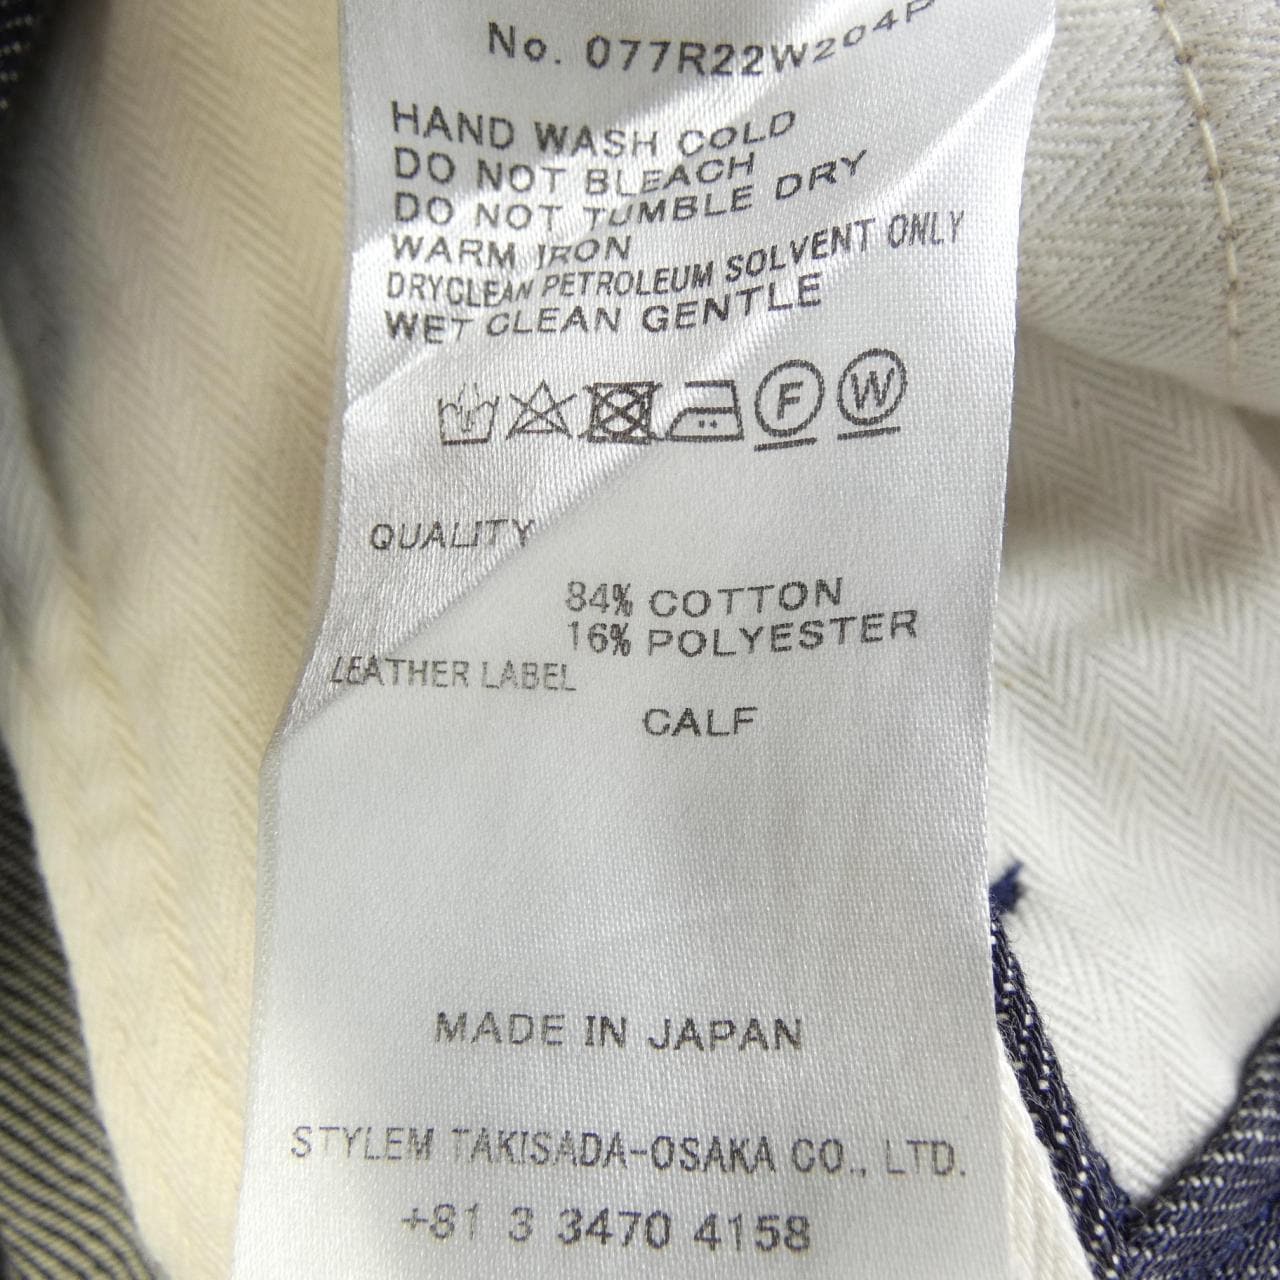 No. 077R22W204P
HAND WASH COLD
DO NOT BLEACH
DO NOT TUMBLE DRY
WARM IRON
DRYCLEAN PETROLEUM SOLVENT ONLY
WET CLEAN GENTLE
F W
QUALITY
84% COTTON
16% POLYESTER
LEATHER LABEL
CALF
MADE IN JAPAN
STYLEM TAKISADA-OSAKA CO., LTD.
+81 3 3470 4158